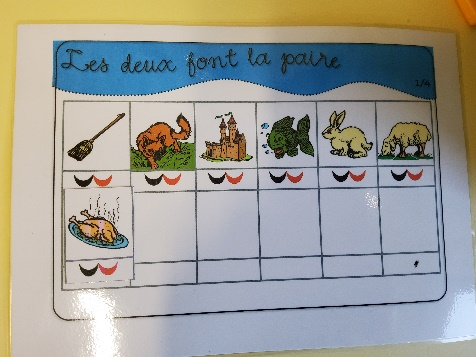 Les deux font la paire
1/4